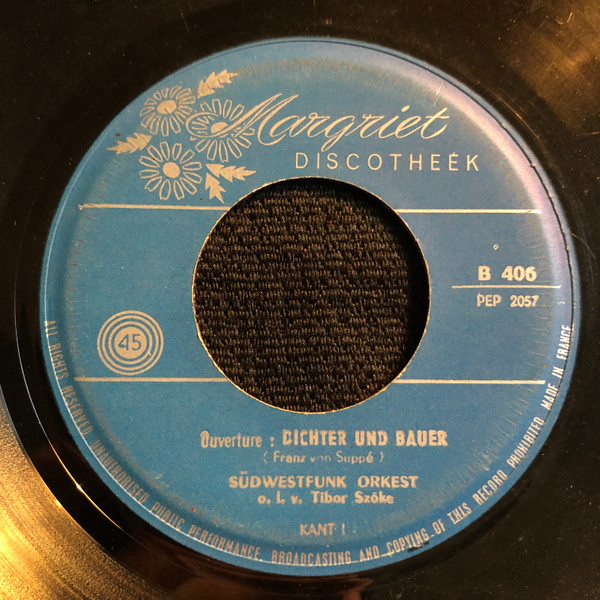 Margriet
DISCOTHEEK
B 406
PEP 2057
45
Ouverture : DICHTER UND BAUER
( Franz von Suppé )
SÜDWESTFUNK ORKEST
o. l. v. Tibor Szöke
KANT I
ALL RIGHTS RESERVED. UNAUTHORISED PUBLIC PERFORMANCE, BROADCASTING AND COPYING OF THIS RECORD PROHIBITED MADE IN FRANCE